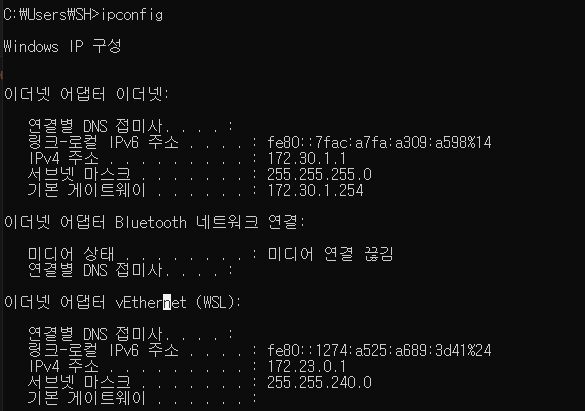 C:₩Users₩SH>ipconfig
Windows IP 구성
이더넷 어댑터 이더넷:
연결별 DNS 접미사. . . . :
링크-로컬 IPv6 주소 . . . . : fe80::7fac:a7fa:a309:a598%14
IPv4 주소 . . . . . . . . . : 172.30.1.1
서브넷 마스크 . . . . . . . : 255.255.255.0
기본 게이트웨이 . . . . . . : 172.30.1.254
이더넷 어댑터 Bluetooth 네트워크 연결:
미디어 상태 . . . . . . . . : 미디어 연결 끊김
연결별 DNS 접미사. . . . :
이더넷 어댑터 vEthernet (WSL):
연결별 DNS 접미사. . . . :
링크-로컬 IPv6 주소 . . . . : fe80::1274:a525:a689:3d41%24
IPv4 주소 . . . . . . . . . : 172.23.0.1
서브넷 마스크 . . . . . . . : 255.255.240.0
기본 게이트웨이 . . . . . . :